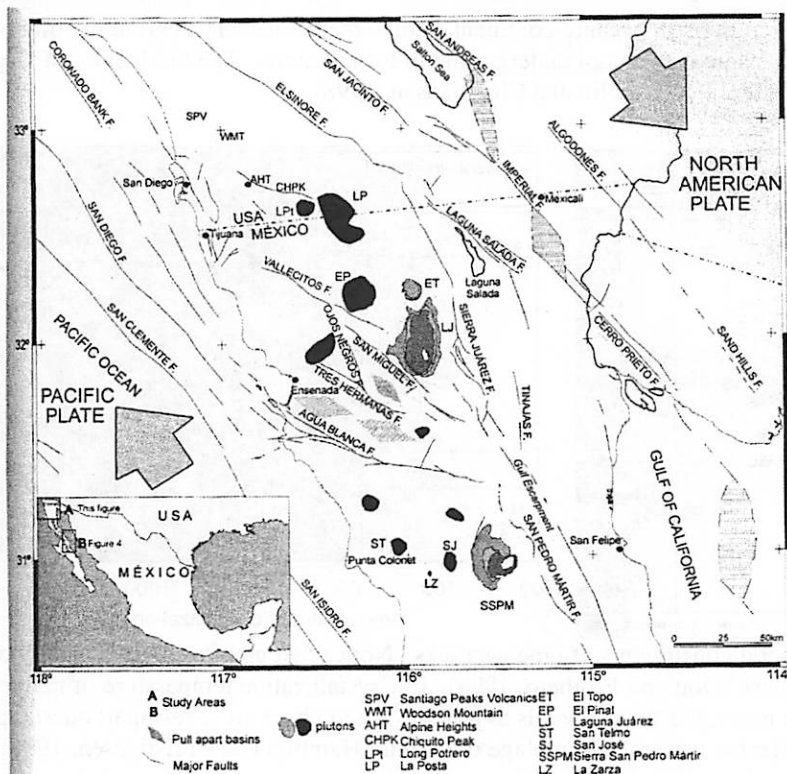 SAN ANDREAS F.
Salton Sea
CORONADO BANK F.
SAN JACINTO F.
ELSINORE F.
ALGODONES F.
SPV
WMT
33°
NORTH
AMERICAN
PLATE
IMPERIAL F.
San Diego
AHT
CHPK
LP
LPt
Mexicali
USA
MÉXICO
Tijuana
LAGUNA SALADA F.
SAN DIEGO F.
VALLECITOS F.
EP
ET
Laguna
Salada
SAN CLEMENTE F.
OJOS NEGROS F.
SAN MIGUEL F.
LJ
SIERRA JUÁREZ F.
CERRO PRIETO F.
SAND HILLS F.
32°
PACIFIC OCEAN
TRES HERMANAS F.
Ensenada
PACIFIC
PLATE
AGUA BLANCA F.
TINAJAS F.
Gulf Escarpment
GULF OF CALIFORNIA
A This figure
USA
B Figure 4
MÉXICO
31°
ST
Punta Colonet
SJ
LZ
SSPM
SAN PEDRO MÁRTIR F.
San Felipe
SAN ISIDRO F.
0 25 50km
118° 117° 116° 115° 114°
A Study Areas
B
Pull apart basins
Major Faults
plutons
SPV Santiago Peaks Volcanics
WMT Woodson Mountain
AHT Alpine Heights
CHPK Chiquito Peak
LPt Long Potrero
LP La Posta
ET El Topo
EP El Pinal
LJ Laguna Juárez
ST San Telmo
SJ San José
SSPM Sierra San Pedro Mártir
LZ La Zarza